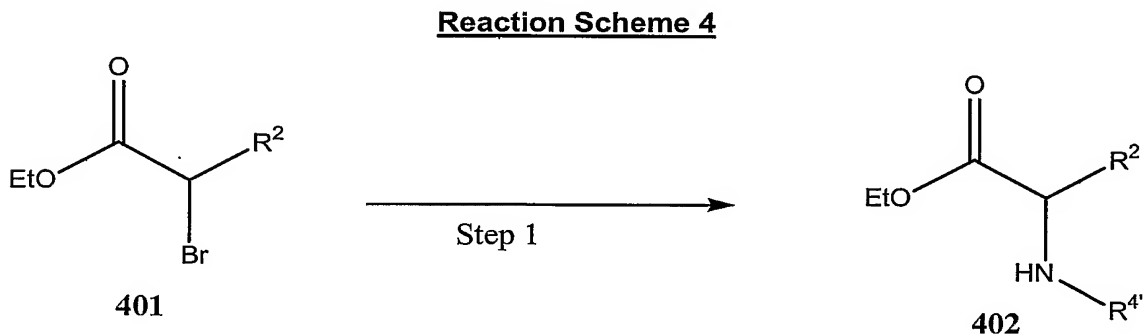 Reaction Scheme 4
O
EtO
R²
Br
401
Step 1
O
EtO
R²
HN
R⁴'
402